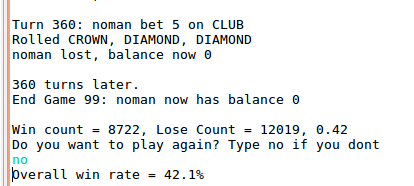 Turn 360: noman bet 5 on CLUB
Rolled CROWN, DIAMOND, DIAMOND
noman lost, balance now 0
360 turns later.
End Game 99: noman now has balance 0
Win count = 8722, Lose Count = 12019, 0.42
Do you want to play again? Type no if you dont
no
Overall win rate = 42.1%